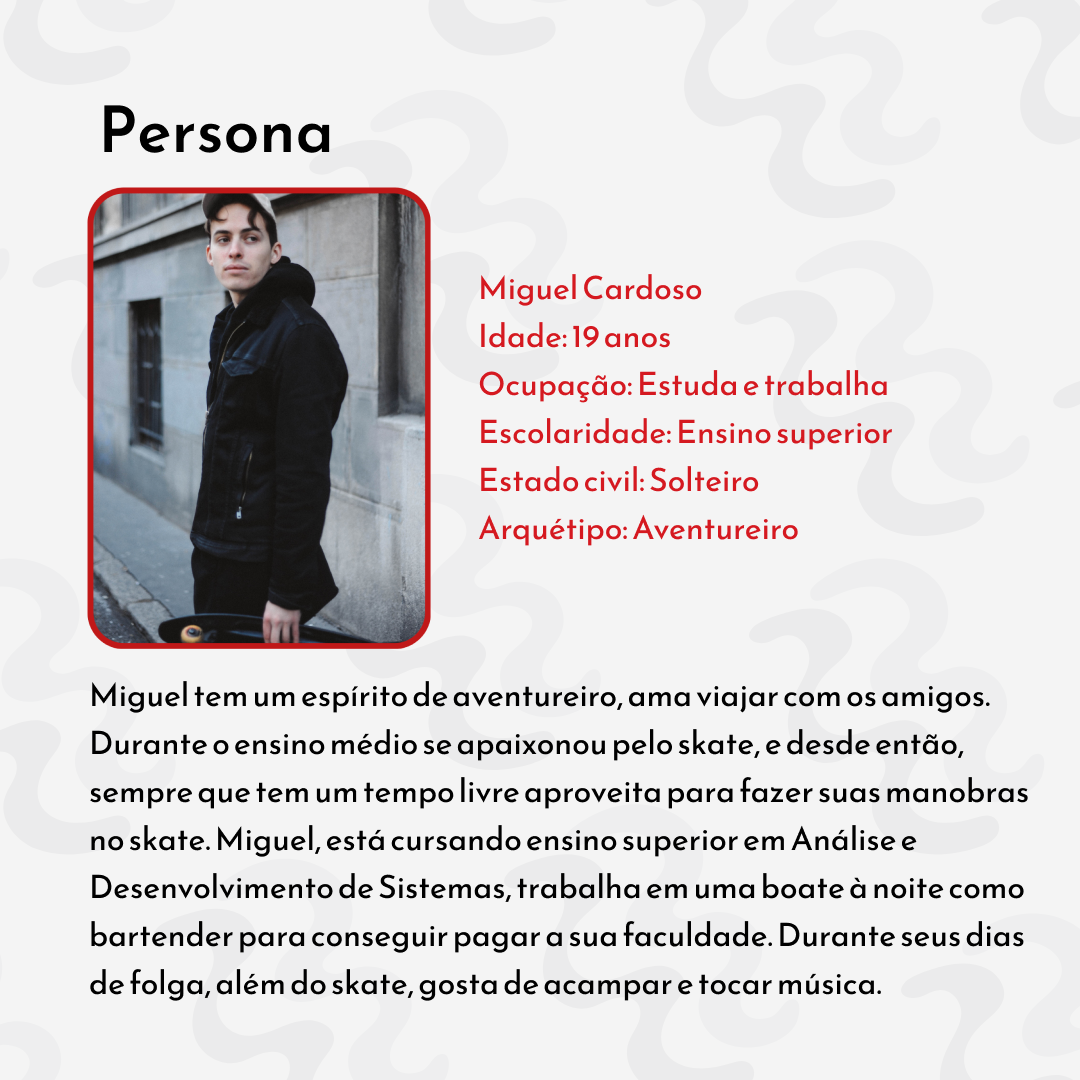 Persona
Miguel Cardoso
Idade: 19 anos
Ocupação: Estuda e trabalha
Escolaridade: Ensino superior
Estado civil: Solteiro
Arquétipo: Aventureiro
Miguel tem um espírito de aventureiro, ama viajar com os amigos.
Durante o ensino médio se apaixonou pelo skate, e desde então,
sempre que tem um tempo livre aproveita para fazer suas manobras
no skate. Miguel, está cursando ensino superior em Análise e
Desenvolvimento de Sistemas, trabalha em uma boate à noite como
bartender para conseguir pagar a sua faculdade. Durante seus dias
de folga, além do skate, gosta de acampar e tocar música.